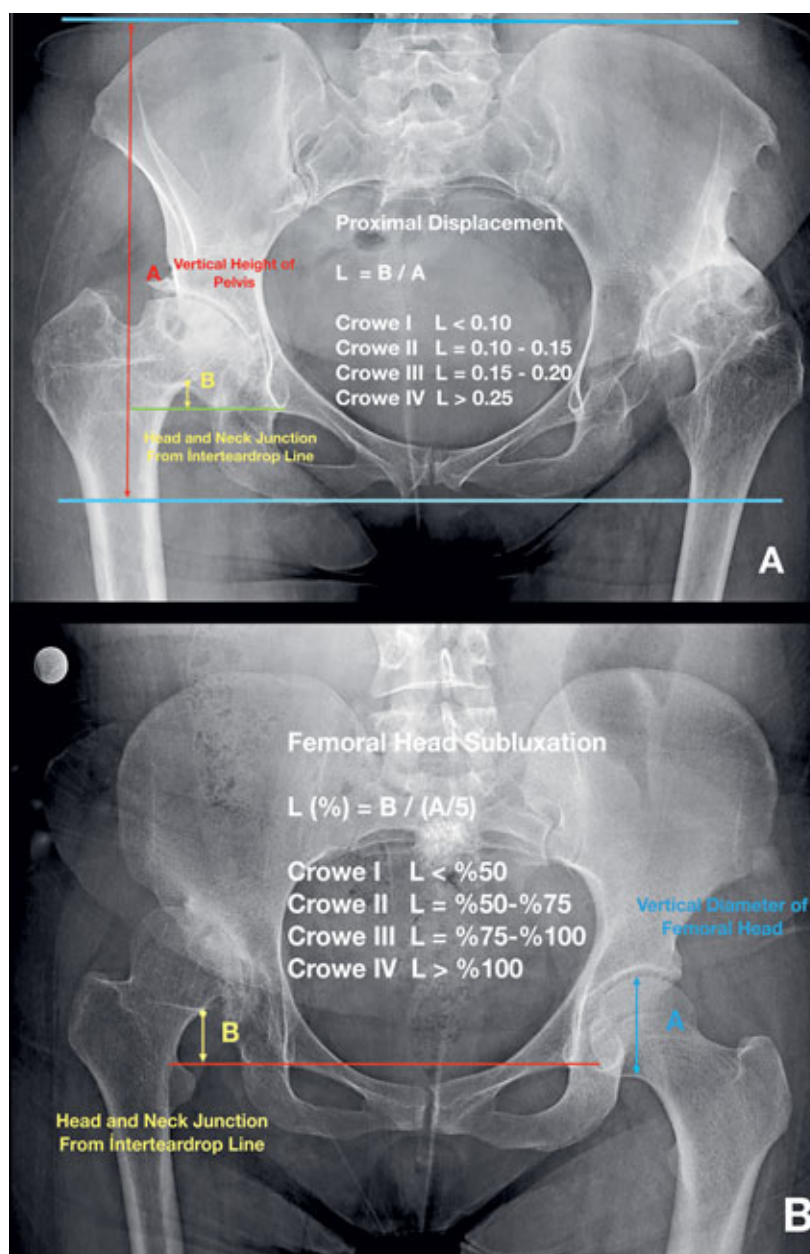 Proximal Displacement
L = B / A
A
Vertical Height of
Pelvis
Crowe I L < 0.10
Crowe II L = 0.10 - 0.15
Crowe III L = 0.15 - 0.20
Crowe IV L > 0.25
B
Head and Neck Junction
From Interteardrop Line
A
Femoral Head Subluxation
L (%) = B / (A/5)
Crowe I L < %50
Crowe II L = %50-%75
Crowe III L = %75-%100
Crowe IV L > %100
Vertical Diameter of
Femoral Head
B
A
Head and Neck Junction
From Interteardrop Line
B